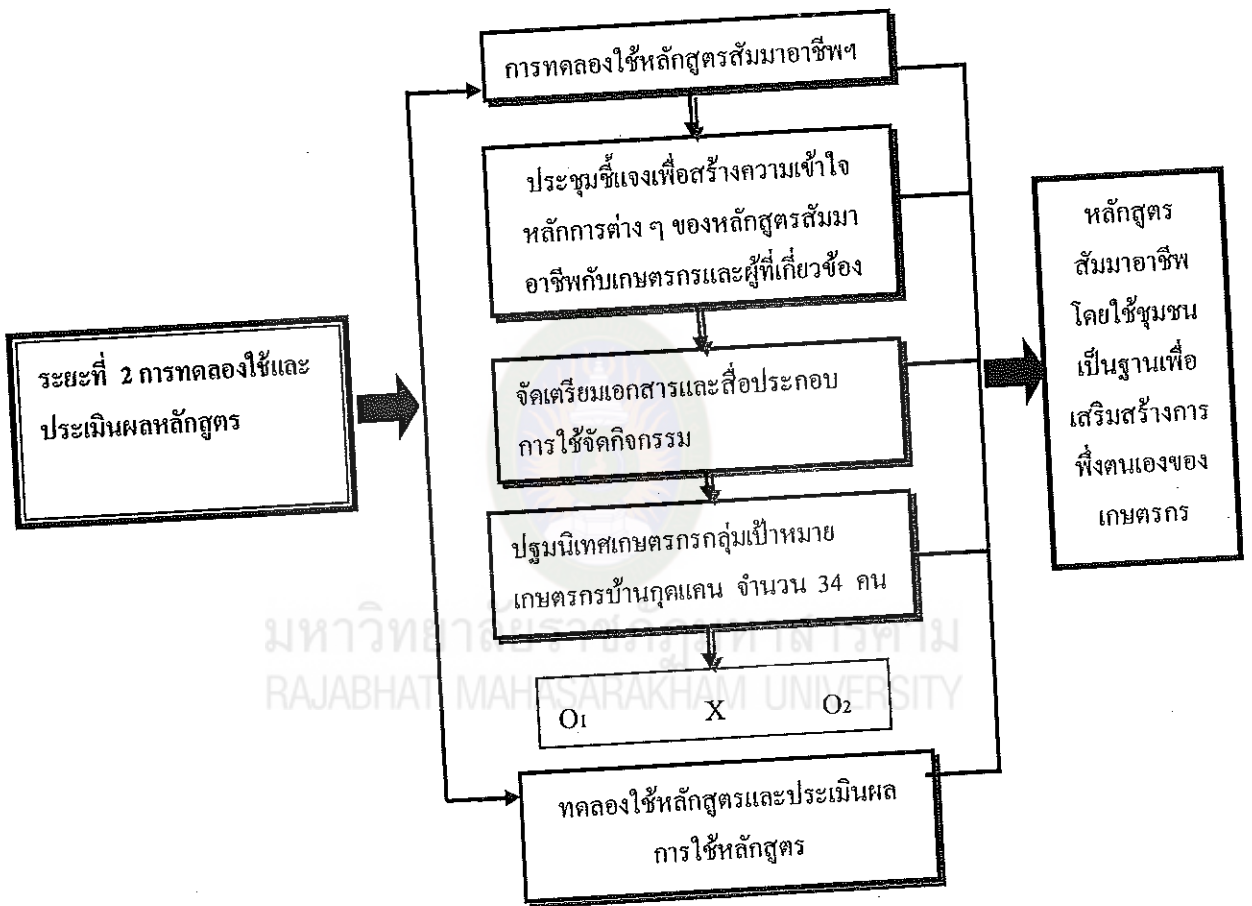 การทดลองใช้หลักสูตรสัมมาอาชีพฯ
ประชุมชี้แจงเพื่อสร้างความเข้าใจ
หลักการต่าง ๆ ของหลักสูตรสัมมา
อาชีพกับเกษตรกรและผู้ที่เกี่ยวข้อง
ระยะที่ 2 การทดลองใช้และ
ประเมินผลหลักสูตร
จัดเตรียมเอกสารและสื่อประกอบ
การใช้จัดกิจกรรม
ปฐมนิเทศเกษตรกรกลุ่มเป้าหมาย
เกษตรกรบ้านกุดแคน จำนวน 34 คน
O1 X O2
ทดลองใช้หลักสูตรและประเมินผล
การใช้หลักสูตร
หลักสูตร
สัมมาอาชีพ
โดยใช้ชุมชน
เป็นฐานเพื่อ
เสริมสร้างการ
พึ่งตนเองของ
เกษตรกร
มหาวิทยาลัยราชภัฏมหาสารคาม
RAJABHAT MAHASARAKHAM UNIVERSITY